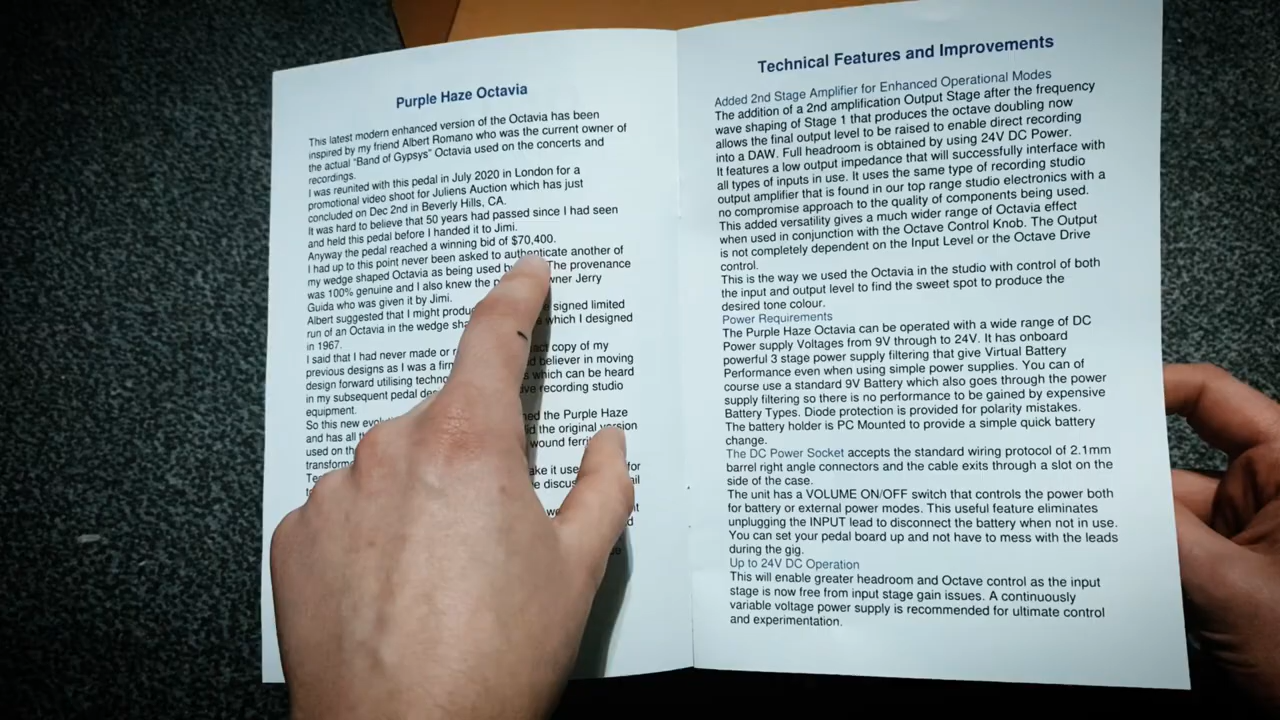 Purple Haze Octavia
This latest modern enhanced version of the Octavia has been
inspired by my friend Albert Romano who was the current owner of
the actual "Band of Gypsys" Octavia used on the concerts and
recordings.
I was reunited with this pedal in July 2020 in London for a
promotional video shoot for Juliens Auction which has just
concluded on Dec 2nd in Beverly Hills, CA.
It was hard to believe that 50 years had passed since I had seen
and held this pedal before I handed it to Jimi.
Anyway the pedal reached a winning bid of $70,400.
I had up to this point never been asked to authenticate another of
my wedge shaped Octavia as being used The provenance
was 100% genuine and I also knew the Jerry
Guida who was given it by Jimi.
Albert suggested that I might signed limited
run of an Octavia in the wedge which I designed
in 1967.
I said that I had never made or copy of my
previous designs as I was a believer in moving
design forward utilising which can be heard
in my subsequent pedal recording studio
equipment.
So this new the Purple Haze
and has all the original version
used on the wound
for
we
Technical Features and Improvements
Added 2nd Stage Amplifier for Enhanced Operational Modes
The addition of a 2nd amplification Output Stage after the frequency
wave shaping of Stage 1 that produces the octave doubling now
allows the final output level to be raised to enable direct recording
into a DAW. Full headroom is obtained by using 24V DC Power.
It features a low output impedance that will successfully interface with
all types of inputs in use. It uses the same type of recording studio
output amplifier that is found in our top range studio electronics with a
no compromise approach to the quality of components being used.
This added versatility gives a much wider range of Octavia effect
when used in conjunction with the Octave Control Knob. The Output
is not completely dependent on the Input Level or the Octave Drive
control.
This is the way we used the Octavia in the studio with control of both
the input and output level to find the sweet spot to produce the
desired tone colour.
Power Requirements
The Purple Haze Octavia can be operated with a wide range of DC
Power supply Voltages from 9V through to 24V. It has onboard
powerful 3 stage power supply filtering that give Virtual Battery
Performance even when using simple power supplies. You can of
course use a standard 9V Battery which also goes through the power
supply filtering so there is no performance to be gained by expensive
Battery Types. Diode protection is provided for polarity mistakes.
The battery holder is PC Mounted to provide a simple quick battery
change.
The DC Power Socket accepts the standard wiring protocol of 2.1mm
barrel right angle connectors and the cable exits through a slot on the
side of the case.
The unit has a VOLUME ON/OFF switch that controls the power both
for battery or external power modes. This useful feature eliminates
unplugging the INPUT lead to disconnect the battery when not in use.
You can set your pedal board up and not have to mess with the leads
during the gig.
Up to 24V DC Operation
This will enable greater headroom and Octave control as the input
stage is now free from input stage gain issues. A continuously
variable voltage power supply is recommended for ultimate control
and experimentation.